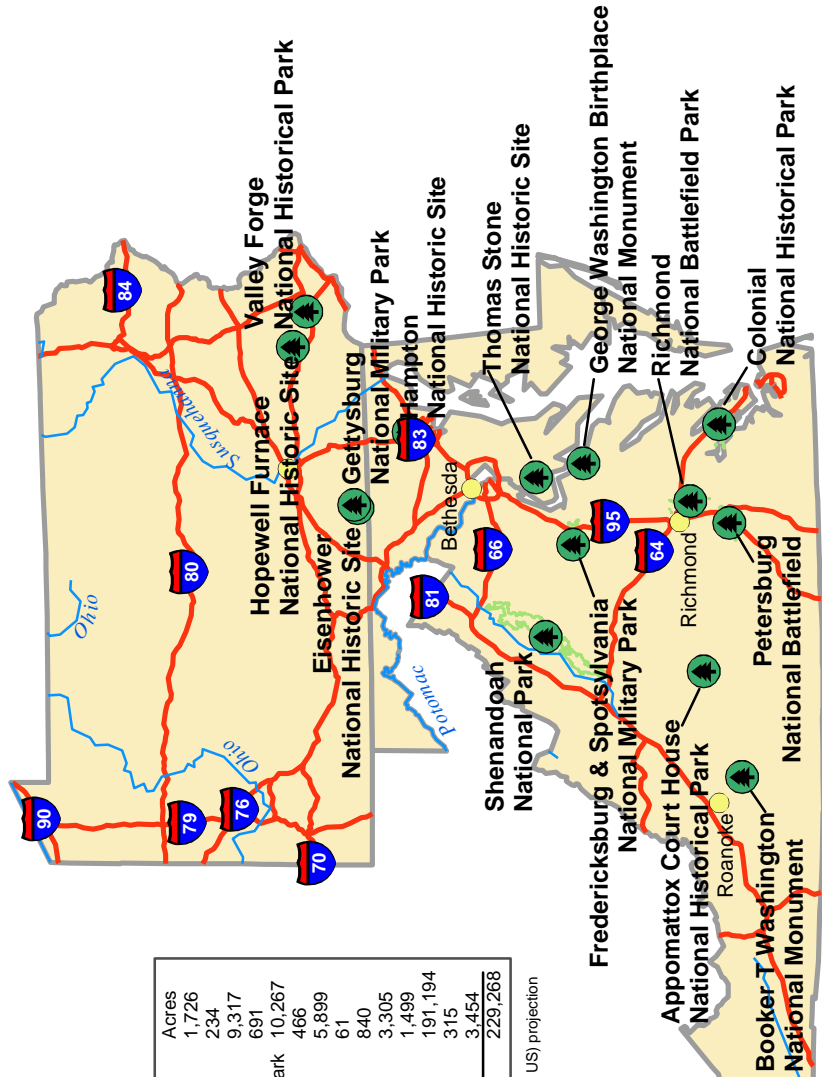 90
84
80
79
76
70
Ohio
Ohio
Susquehanna
Hopewell Furnace
National Historic Site
Valley Forge
National Historical Park
Eisenhower
National Historic Site
Gettysburg
National Military Park
Hampton
National Historic Site
83
81
Potomac
Bethesda
66
Thomas Stone
National Historic Site
George Washington Birthplace
National Monument
Shenandoah
National Park
95
64
Richmond
Richmond
National Battlefield Park
Fredericksburg & Spotsylvania
National Military Park
Colonial
National Historical Park
Petersburg
National Battlefield
Appomattox Court House
National Historical Park
Roanoke
Booker T Washington
National Monument
Acres
1,726
234
9,317
691
ark 10,267
466
5,899
61
840
3,305
1,499
191,194
315
3,454
229,268
US) projection